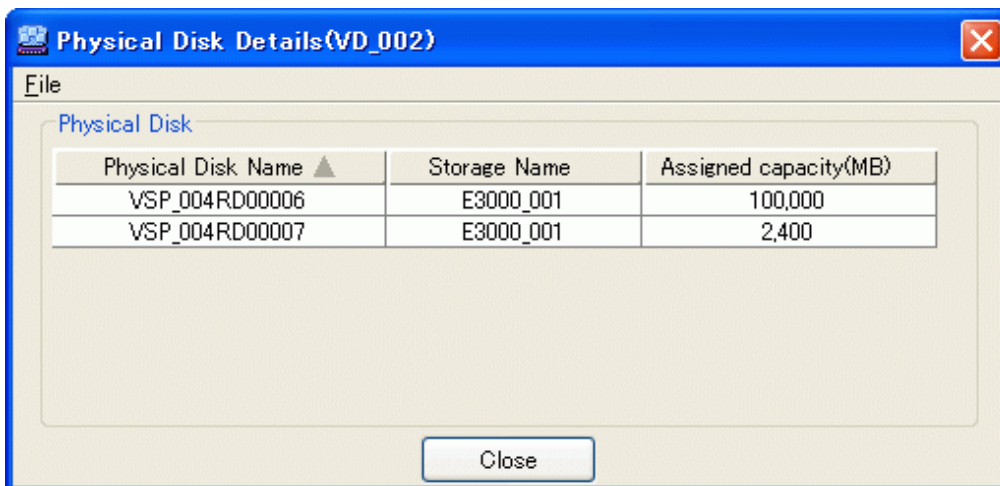 Physical Disk Details(VD_002)
File
Physical Disk
Physical Disk Name Storage Name Assigned capacity(MB)
VSP_004RD00006 E3000_001 100,000
VSP_004RD00007 E3000_001 2,400
Close